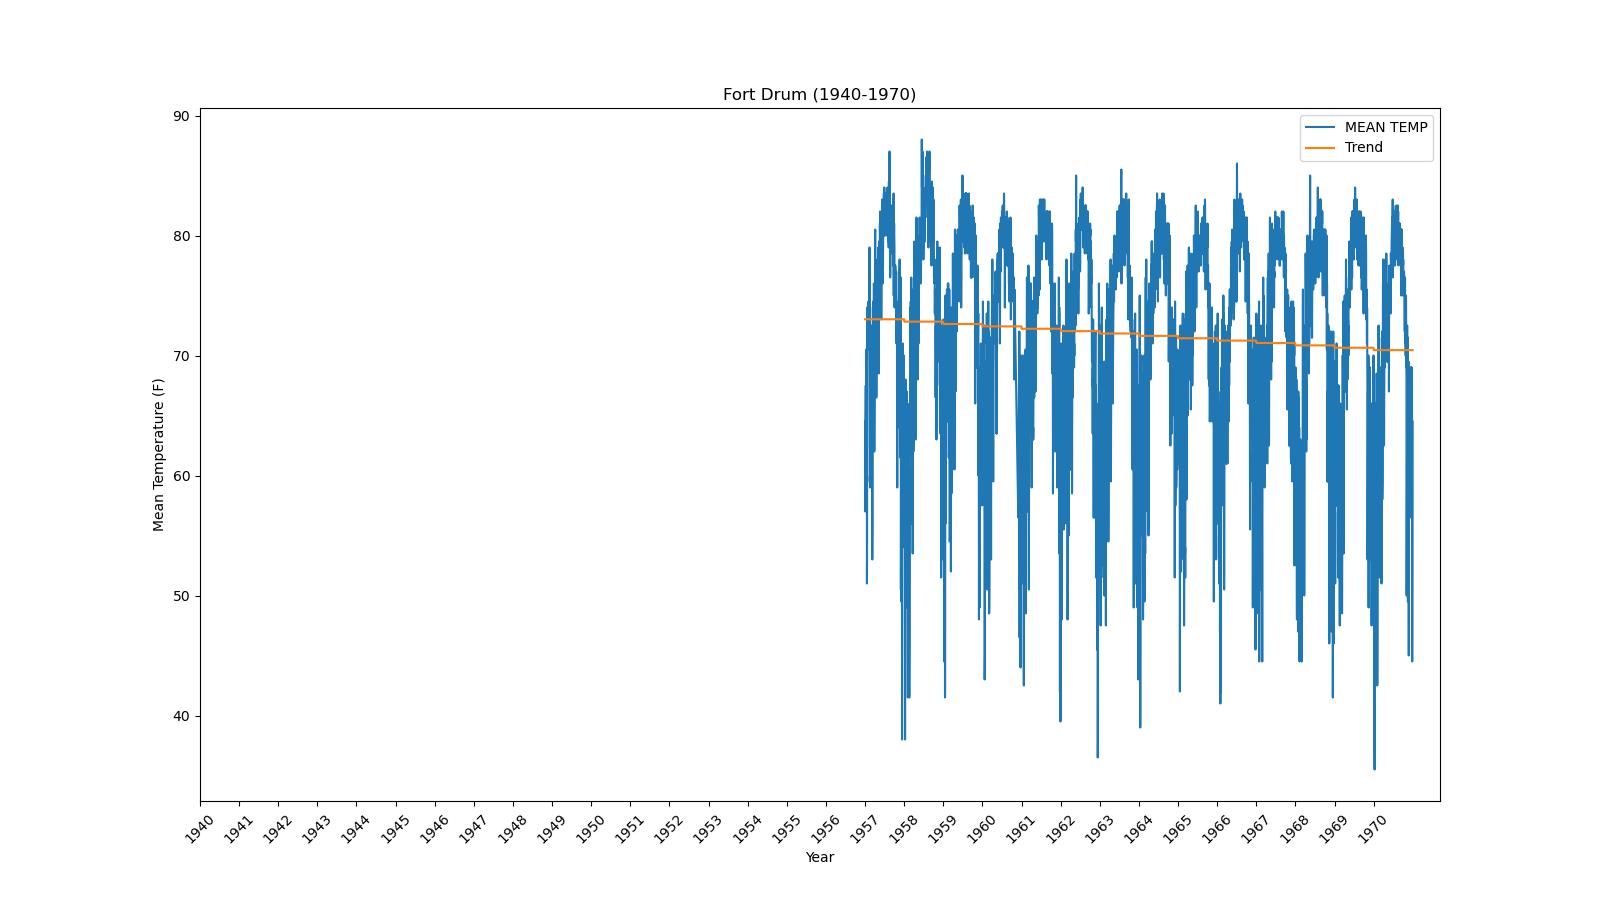 Fort Drum (1940-1970)
MEAN TEMP
Trend
90
80
70
60
50
40
Mean Temperature (F)
1940 1941 1942 1943 1944 1945 1946 1947 1948 1949 1950 1951 1952 1953 1954 1955 1956 1957 1958 1959 1960 1961 1962 1963 1964 1965 1966 1967 1968 1969 1970
Year